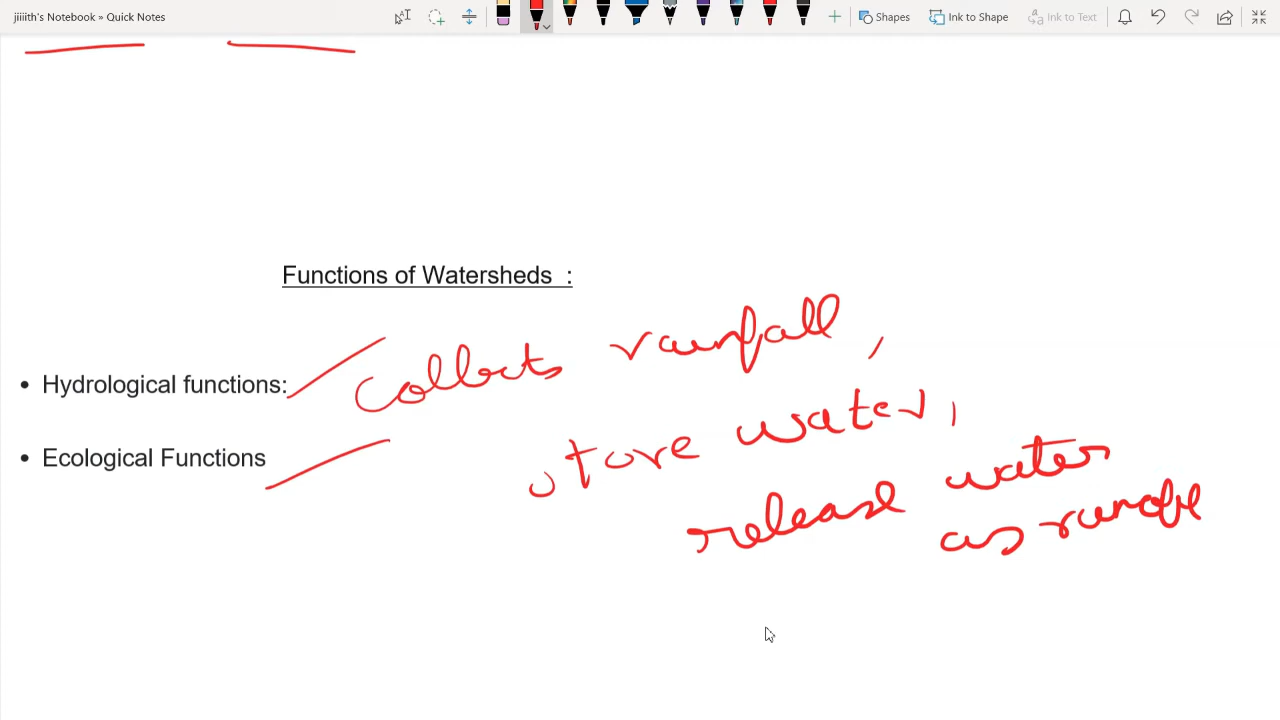 jiiiith's Notebook » Quick Notes
Shapes
Ink to Shape
Ink to Text
Functions of Watersheds :
• Hydrological functions:
collects rainfall,
store water,
• Ecological Functions
release water
as runoff